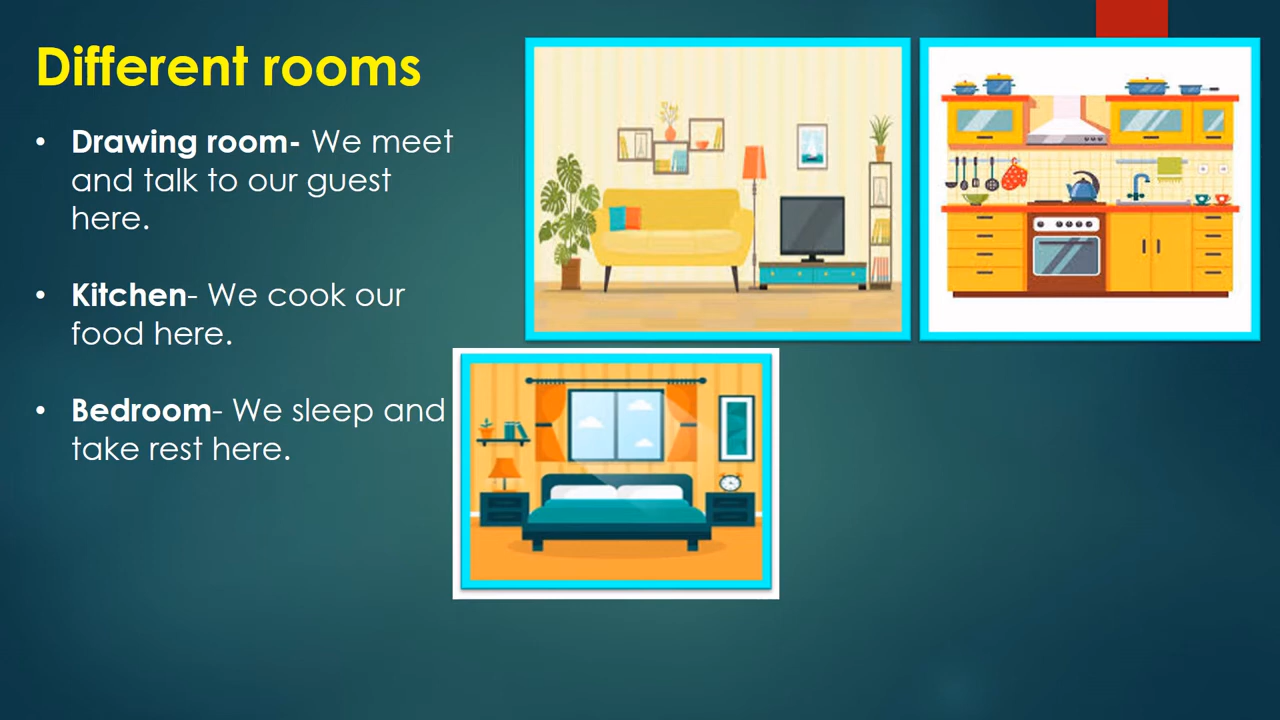 Different rooms
• Drawing room- We meet
and talk to our guest
here.
• Kitchen- We cook our
food here.
• Bedroom- We sleep and
take rest here.